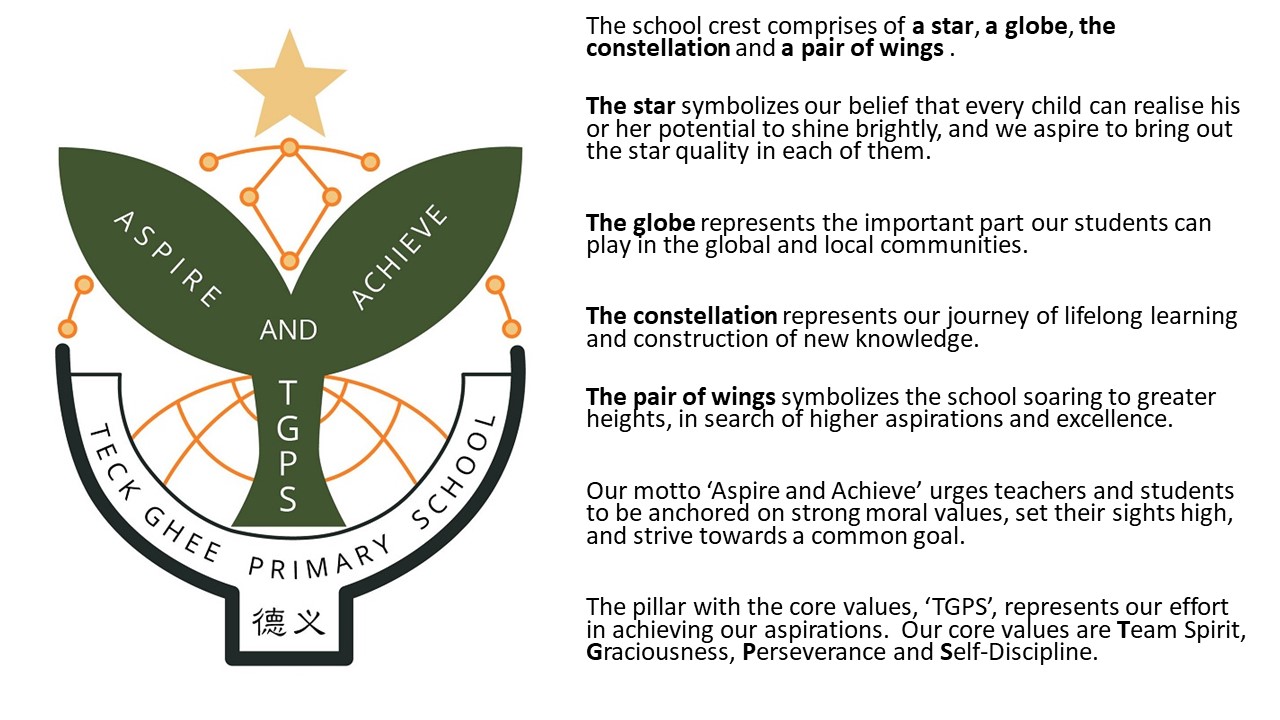 ASPIRE
ACHIEVE
AND
T
G
P
S
TECK GHEE PRIMARY SCHOOL
德义
The school crest comprises of a star, a globe, the
constellation and a pair of wings .
The star symbolizes our belief that every child can realise his
or her potential to shine brightly, and we aspire to bring out
the star quality in each of them.
The globe represents the important part our students can
play in the global and local communities.
The constellation represents our journey of lifelong learning
and construction of new knowledge.
The pair of wings symbolizes the school soaring to greater
heights, in search of higher aspirations and excellence.
Our motto ‘Aspire and Achieve’ urges teachers and students
to be anchored on strong moral values, set their sights high,
and strive towards a common goal.
The pillar with the core values, ‘TGPS’, represents our effort
in achieving our aspirations.  Our core values are Team Spirit,
Graciousness, Perseverance and Self-Discipline.